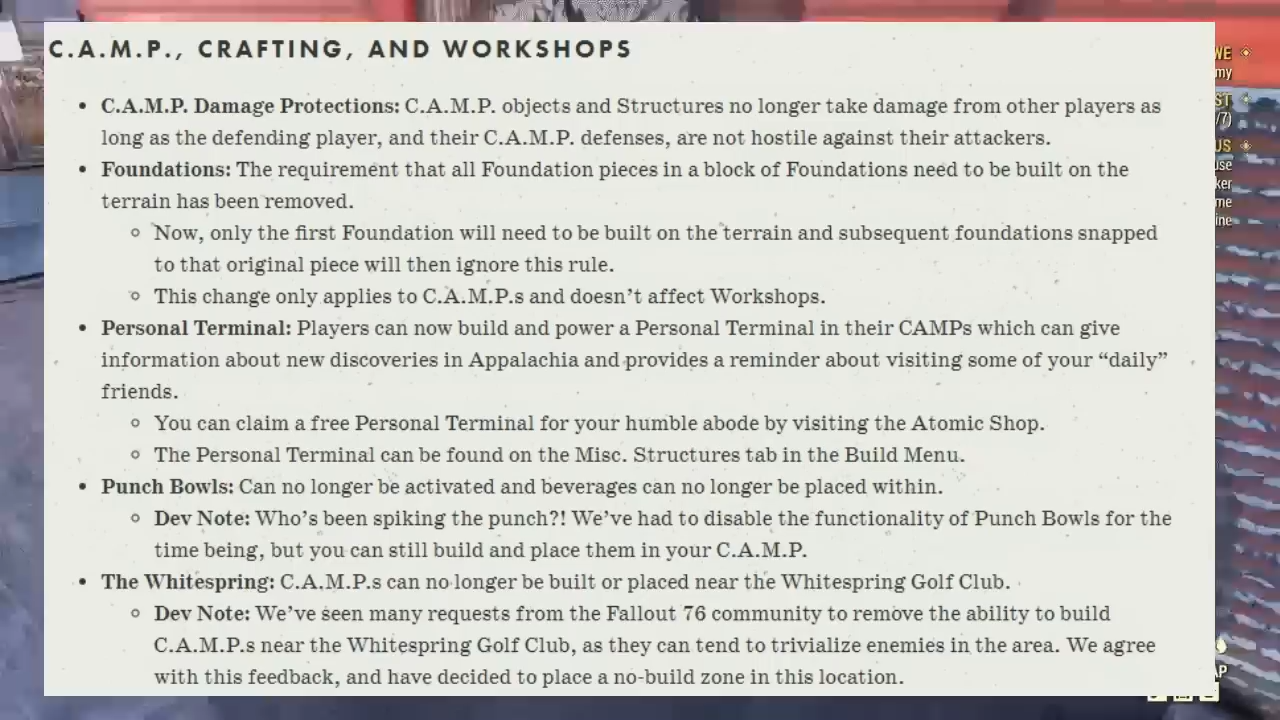 C.A.M.P., CRAFTING, AND WORKSHOPS
• C.A.M.P. Damage Protections: C.A.M.P. objects and Structures no longer take damage from other players as
long as the defending player, and their C.A.M.P. defenses, are not hostile against their attackers.
• Foundations: The requirement that all Foundation pieces in a block of Foundations need to be built on the
terrain has been removed.
○ Now, only the first Foundation will need to be built on the terrain and subsequent foundations snapped
to that original piece will then ignore this rule.
○ This change only applies to C.A.M.P.s and doesn’t affect Workshops.
• Personal Terminal: Players can now build and power a Personal Terminal in their CAMPs which can give
information about new discoveries in Appalachia and provides a reminder about visiting some of your “daily”
friends.
○ You can claim a free Personal Terminal for your humble abode by visiting the Atomic Shop.
○ The Personal Terminal can be found on the Misc. Structures tab in the Build Menu.
• Punch Bowls: Can no longer be activated and beverages can no longer be placed within.
○ Dev Note: Who’s been spiking the punch?! We’ve had to disable the functionality of Punch Bowls for the
time being, but you can still build and place them in your C.A.M.P.
• The Whitespring: C.A.M.P.s can no longer be built or placed near the Whitespring Golf Club.
○ Dev Note: We’ve seen many requests from the Fallout 76 community to remove the ability to build
C.A.M.P.s near the Whitespring Golf Club, as they can tend to trivialize enemies in the area. We agree
with this feedback, and have decided to place a no-build zone in this location.
WE
my
ST
/7)
US
use
ker
me
ine
AP